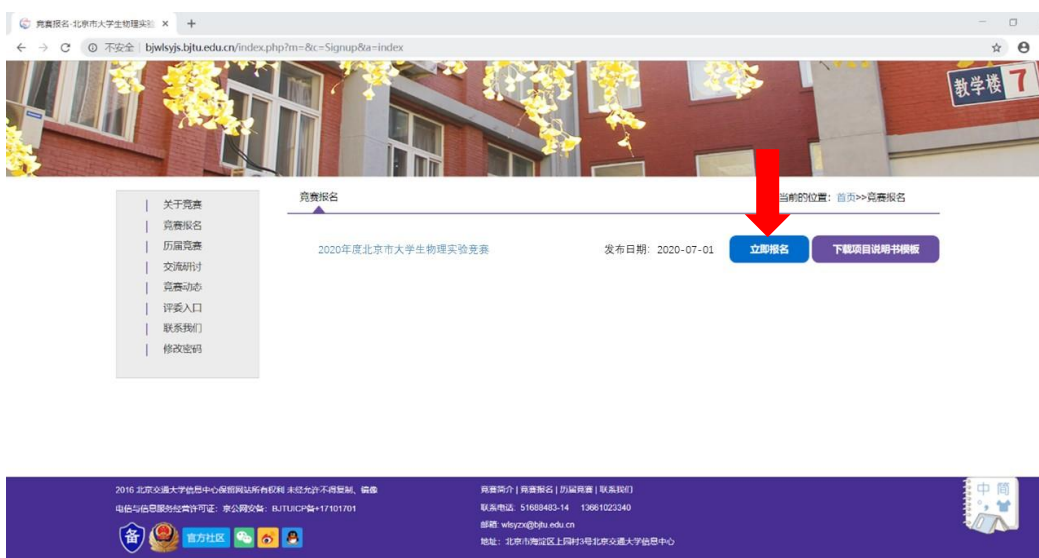 竞赛报名-北京市大学生物理实验
不安全 bjwlsyjs.bjtu.edu.cn/index.php?m=&c=Signup&a=index
教学楼 7
关于竞赛
竞赛报名
历届竞赛
交流研讨
竞赛动态
评委入口
联系我们
修改密码
竞赛报名
当前的位置：首页>>竞赛报名
2020年度北京市大学生物理实验竞赛
发布日期: 2020-07-01
立即报名
下载项目说明书模板
2016 北京交通大学信息中心保留网站所有权利 未经允许不得复制、镜像
电信与信息服务经营许可证：京公网安备：BJTUICP备+17101701
备
官方社区
竞赛简介 | 竞赛报名 | 历届竞赛 | 联系我们
联系电话: 51688483-14 13661023340
邮箱: wlsyzx@bjtu.edu.cn
地址：北京市海淀区上园村3号北京交通大学信息中心
中 简